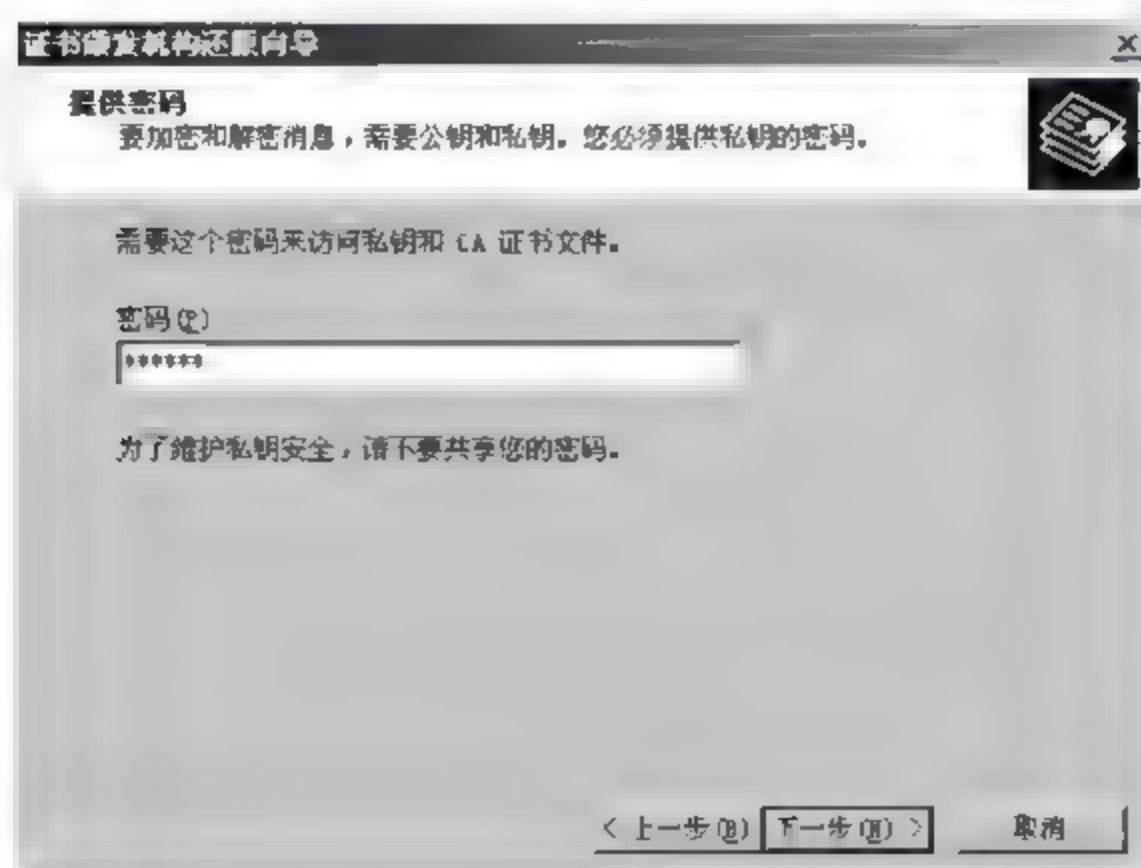 证书颁发机构还原向导
提供密码
要加密和解密消息，需要公钥和私钥。您必须提供私钥的密码。
需要这个密码来访问私钥和 CA 证书文件。
密码(P)
******
为了维护私钥安全，请不要共享您的密码。
< 上一步(B) 下一步(N) > 取消